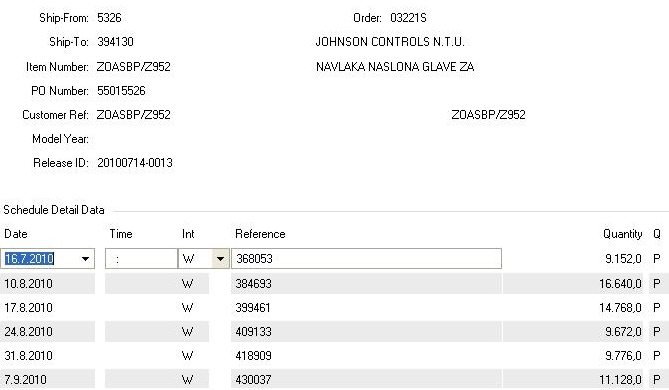 Ship-From: 5326 Order: 03221S
Ship-To: 394130 JOHNSON CONTROLS N.T.U.
Item Number: ZOASBP/Z952 NAVLAKA NASLONA GLAVE ZA
PO Number: 55015526
Customer Ref: ZOASBP/Z952 ZOASBP/Z952
Model Year:
Release ID: 20100714-0013
Schedule Detail Data
Date Time Int Reference Quantity Q
16.7.2010 : W 368053 9.152,0 P
10.8.2010 W 384693 16.640,0 P
17.8.2010 W 399461 14.768,0 P
24.8.2010 W 409133 9.672,0 P
31.8.2010 W 418909 9.776,0 P
7.9.2010 W 430037 11.128,0 P